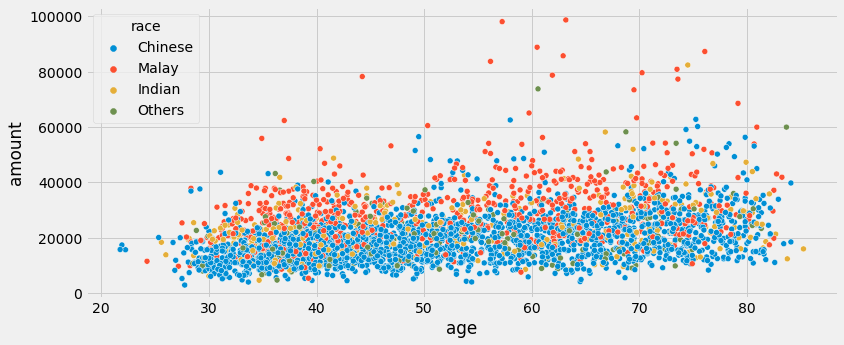 race
Chinese
Malay
Indian
Others
100000
80000
60000
40000
20000
0
amount
20 30 40 50 60 70 80
age